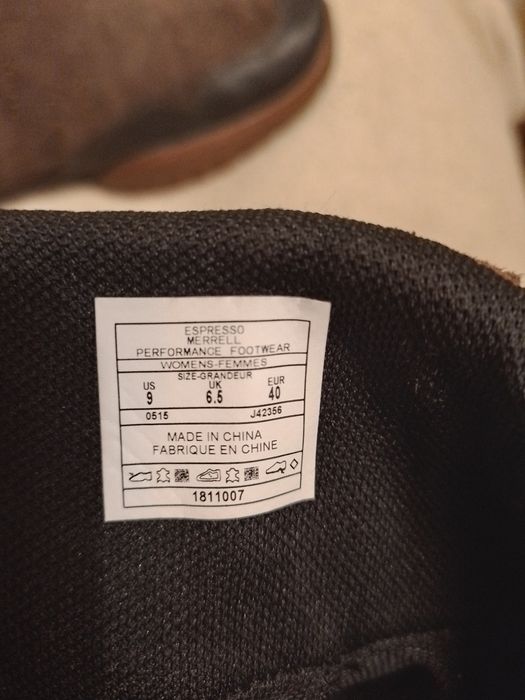 ESPRESSO
MERRELL
PERFORMANCE FOOTWEAR
WOMENS-FEMMES
SIZE-GRANDEUR
US UK EUR
9 6.5 40
0515 J42356
MADE IN CHINA
FABRIQUE EN CHINE
1811007